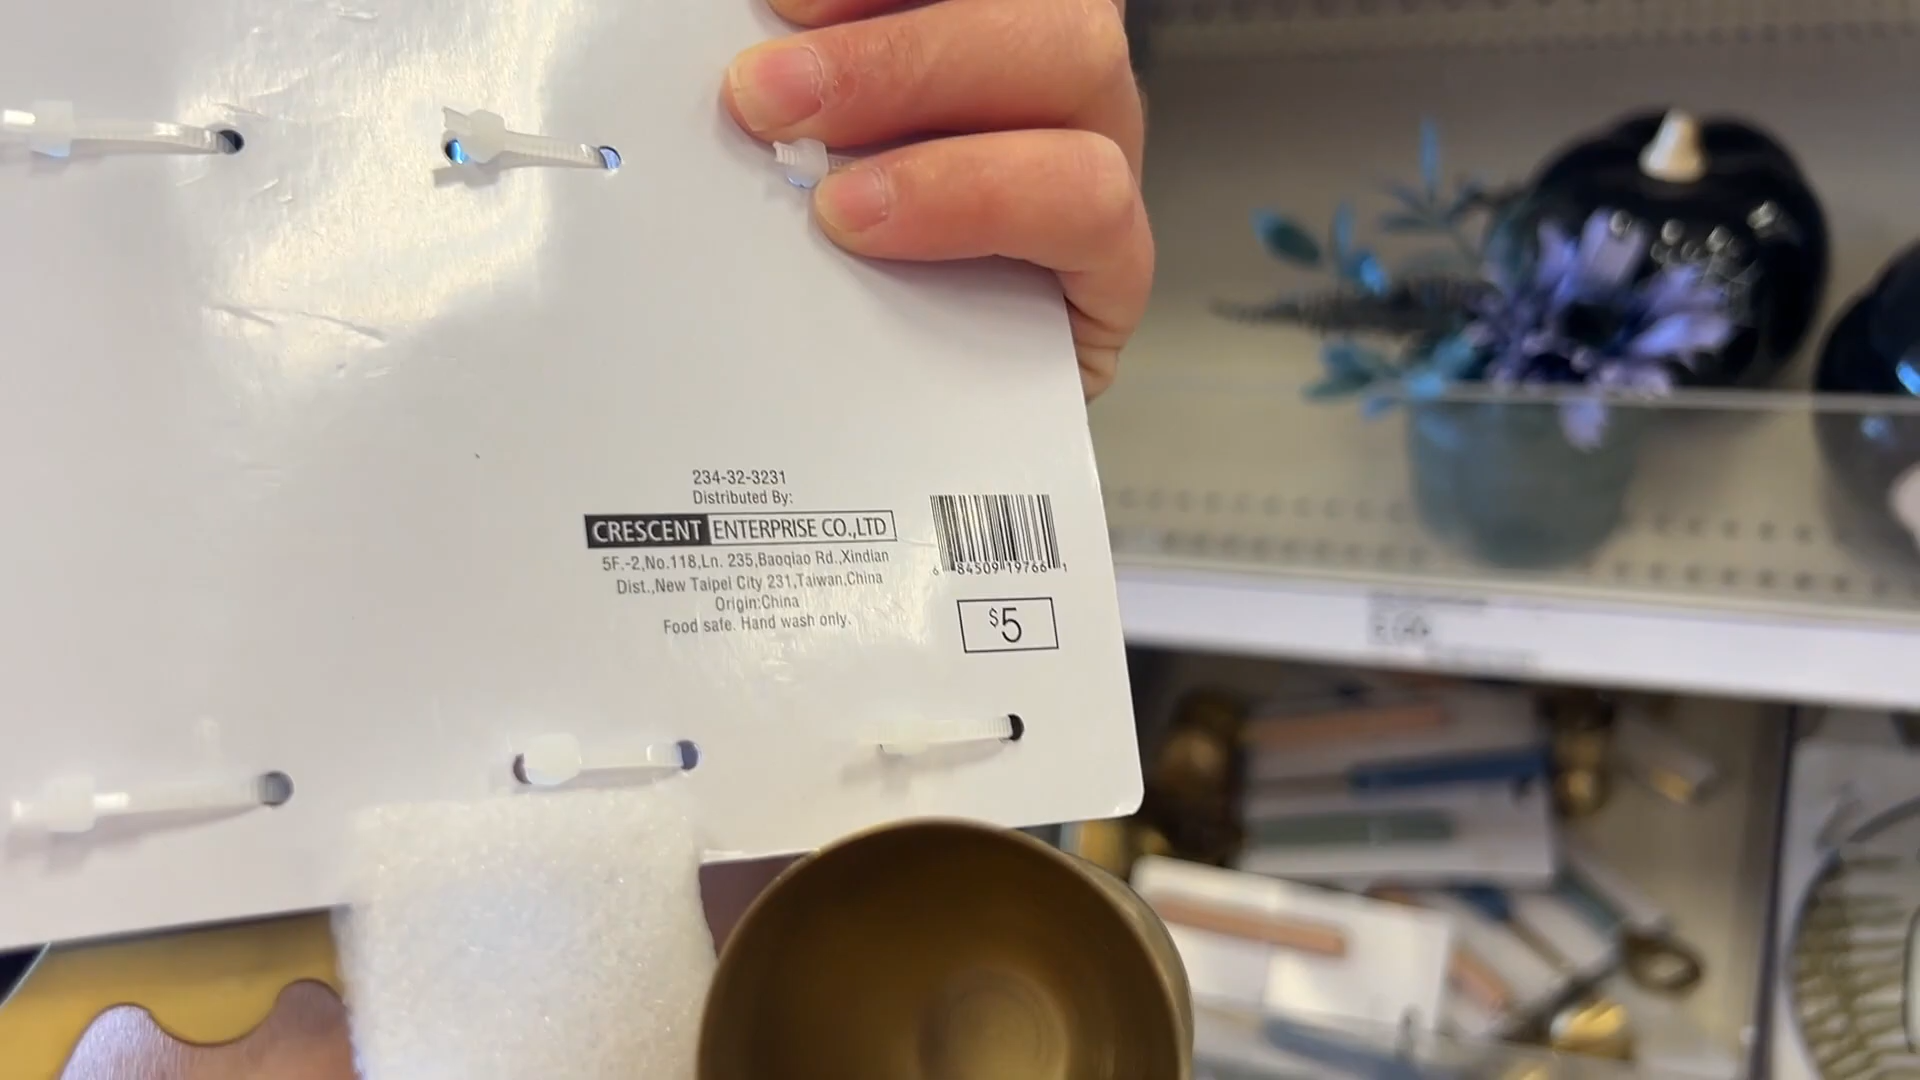 234-32-3231
Distributed By:
CRESCENT ENTERPRISE CO.,LTD
5F.-2,No.118,Ln. 235,Baoqiao Rd.,Xindian
Dist.,New Taipei City 231,Taiwan,China
Origin:China
Food safe. Hand wash only.
6 84509 19766 1
$5